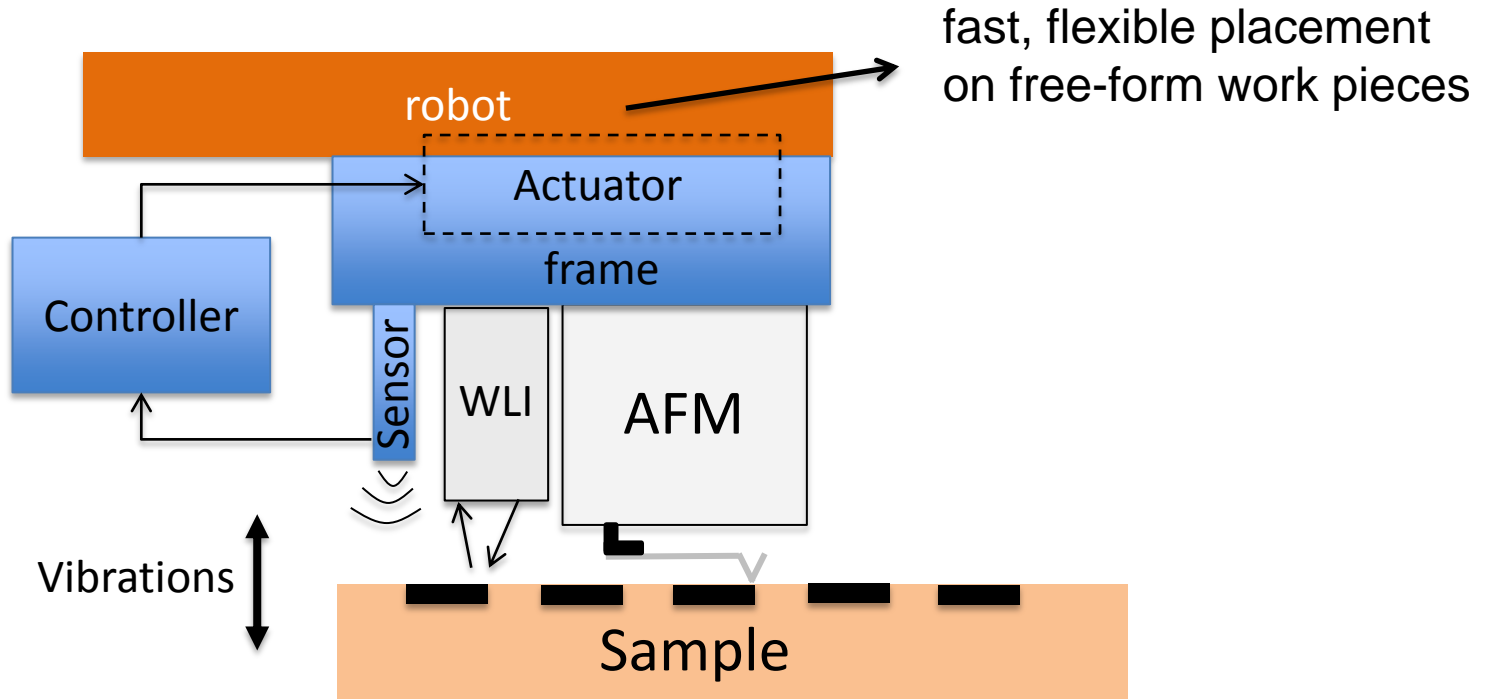 fast, flexible placement
on free-form work pieces
robot
Actuator
frame
Controller
Sensor
WLI
AFM
Vibrations
Sample